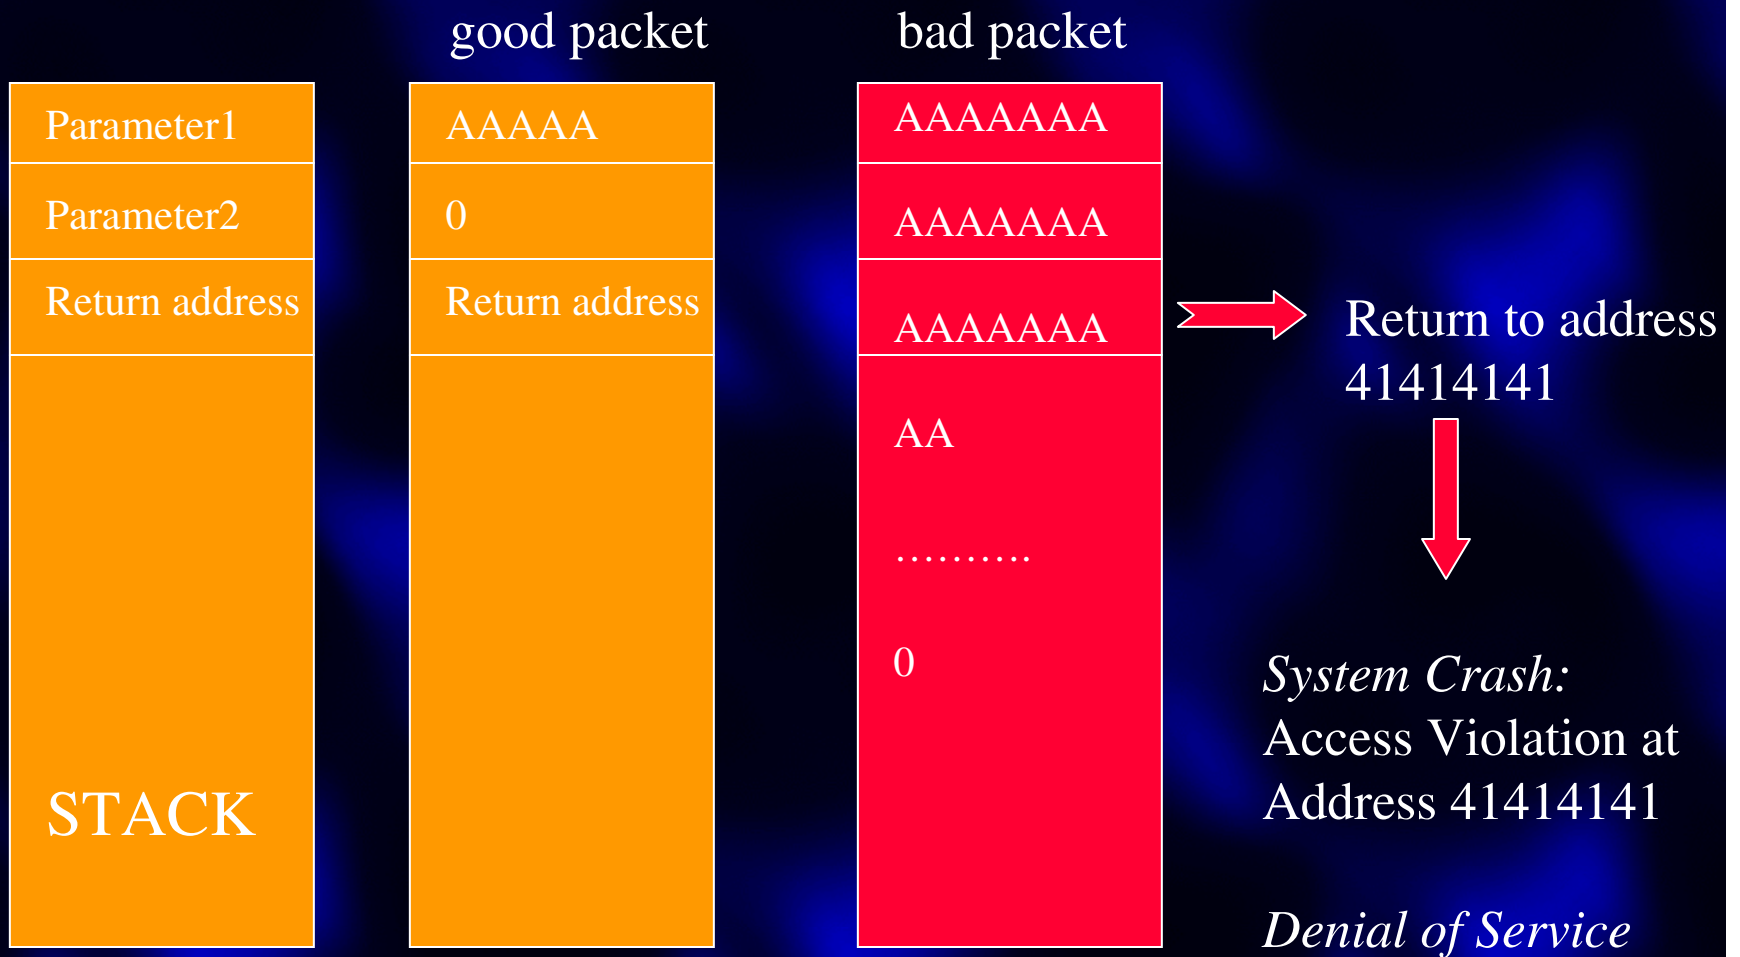 good packet
bad packet
Parameter1
Parameter2
Return address
STACK
AAAAA
0
Return address
AAAAAAA
AAAAAAA
AAAAAAA
AA
……….
0
Return to address
41414141
System Crash:
Access Violation at
Address 41414141
Denial of Service